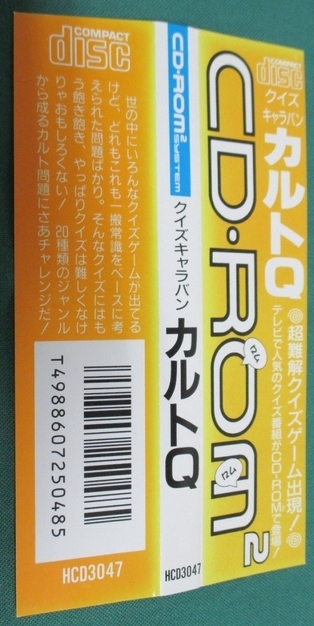 COMPACT
disc
クイズ
キャラバン
カルトQ
◎超難解クイズゲーム出現!◎
テレビで人気のクイズ番組がCD-ROM²で登場!
CD-ROM²
ロム
ロム
CD-ROM²
SYSTEM
クイズキャラバン
カルトQ
HCD3047
COMPACT
disc
世の中にいろんなクイズゲームが出てる
けど、どれもこれも一搬常識をベースに考
えられた問題ばかり。そんなクイズにはも
う飽き飽き、やっぱりクイズは難しくなけ
りゃおもしろくない! 20種類のジャンル
から成るカルト問題にさあチャレンジだ!
T4988607250485
HCD3047